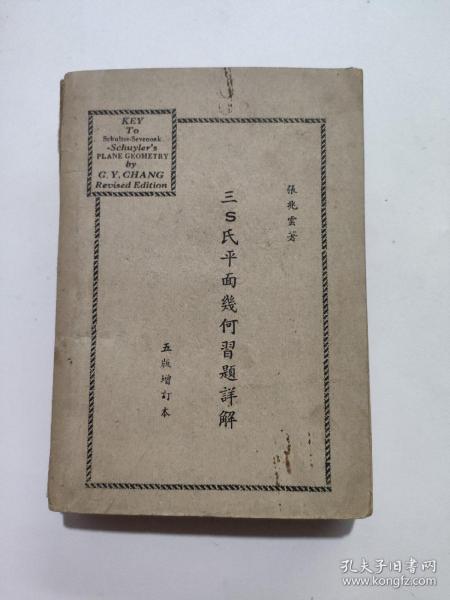 KEY
To
Schultze-Sevenoak
-Schuyler's
PLANE GEOMETRY
by
G. Y. CHANG
Revised Edition
張兆雲著
三S氏平面幾何習題詳解
五版增訂本
孔夫子旧书网
www.kongfz.com